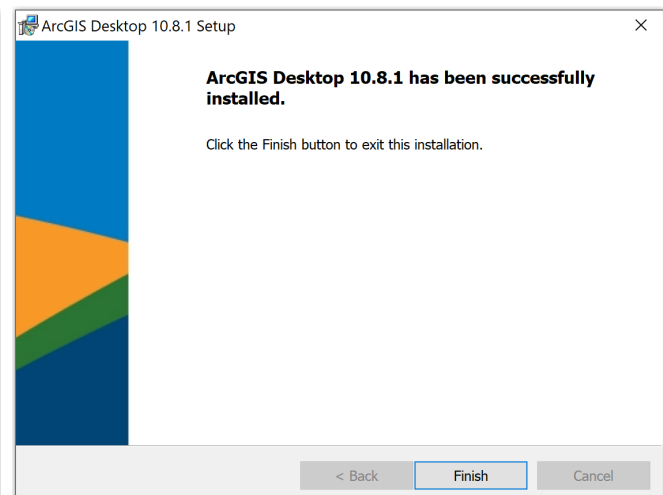 ArcGIS Desktop 10.8.1 Setup
ArcGIS Desktop 10.8.1 has been successfully
installed.
Click the Finish button to exit this installation.
< Back
Finish
Cancel